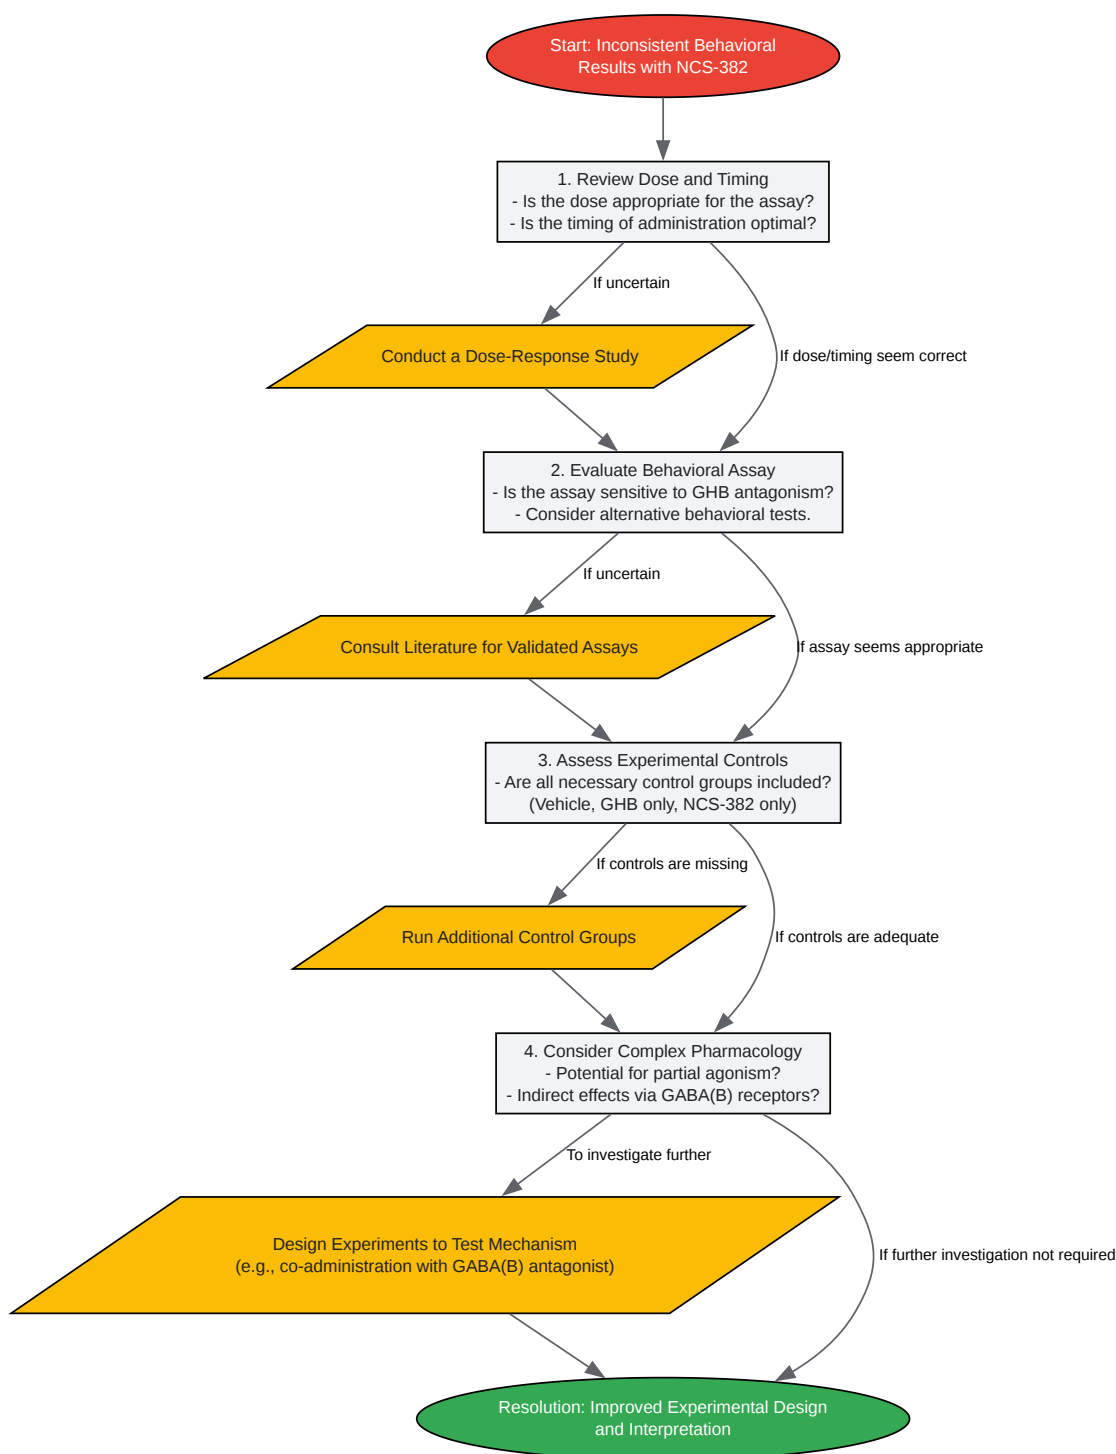 Start: Inconsistent Behavioral
Results with NCS-382
1. Review Dose and Timing
- Is the dose appropriate for the assay?
- Is the timing of administration optimal?
If uncertain
Conduct a Dose-Response Study
If dose/timing seem correct
2. Evaluate Behavioral Assay
- Is the assay sensitive to GHB antagonism?
- Consider alternative behavioral tests.
If uncertain
Consult Literature for Validated Assays
If assay seems appropriate
3. Assess Experimental Controls
- Are all necessary control groups included?
(Vehicle, GHB only, NCS-382 only)
If controls are missing
Run Additional Control Groups
If controls are adequate
4. Consider Complex Pharmacology
- Potential for partial agonism?
- Indirect effects via GABA(B) receptors?
To investigate further
Design Experiments to Test Mechanism
(e.g., co-administration with GABA(B) antagonist)
If further investigation not required
Resolution: Improved Experimental Design
and Interpretation